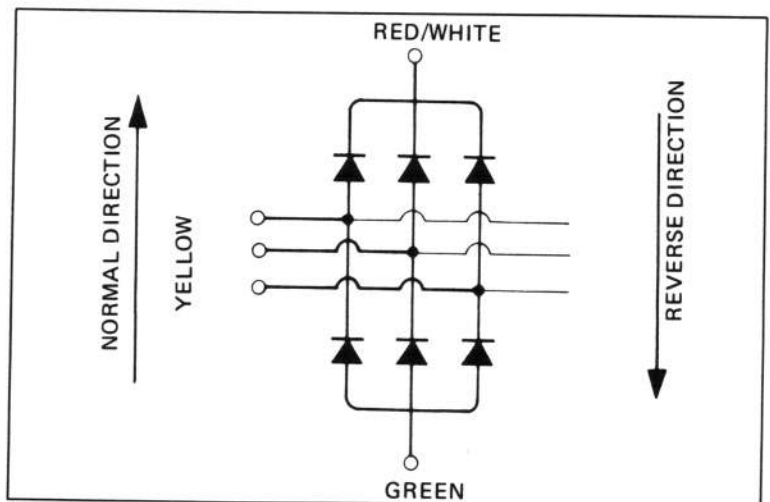 RED/WHITE
NORMAL DIRECTION
YELLOW
REVERSE DIRECTION
GREEN